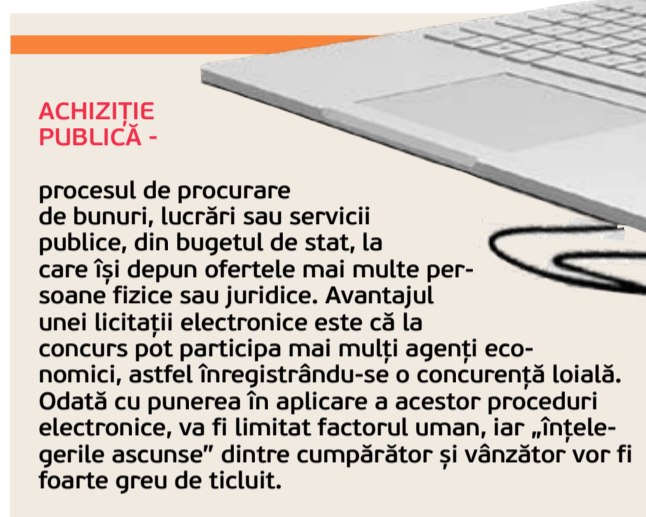 ACHIZIȚIE
PUBLICĂ -
procesul de procurare
de bunuri, lucrări sau servicii
publice, din bugetul de stat, la
care își depun ofertele mai multe per-
soane fizice sau juridice. Avantajul
unei licitații electronice este că la
concurs pot participa mai mulți agenți eco-
nomici, astfel înregistrându-se o concurență loială.
Odată cu punerea în aplicare a acestor proceduri
electronice, va fi limitat factorul uman, iar „înțele-
gerile ascunse” dintre cumpărător și vânzător vor fi
foarte greu de ticluit.